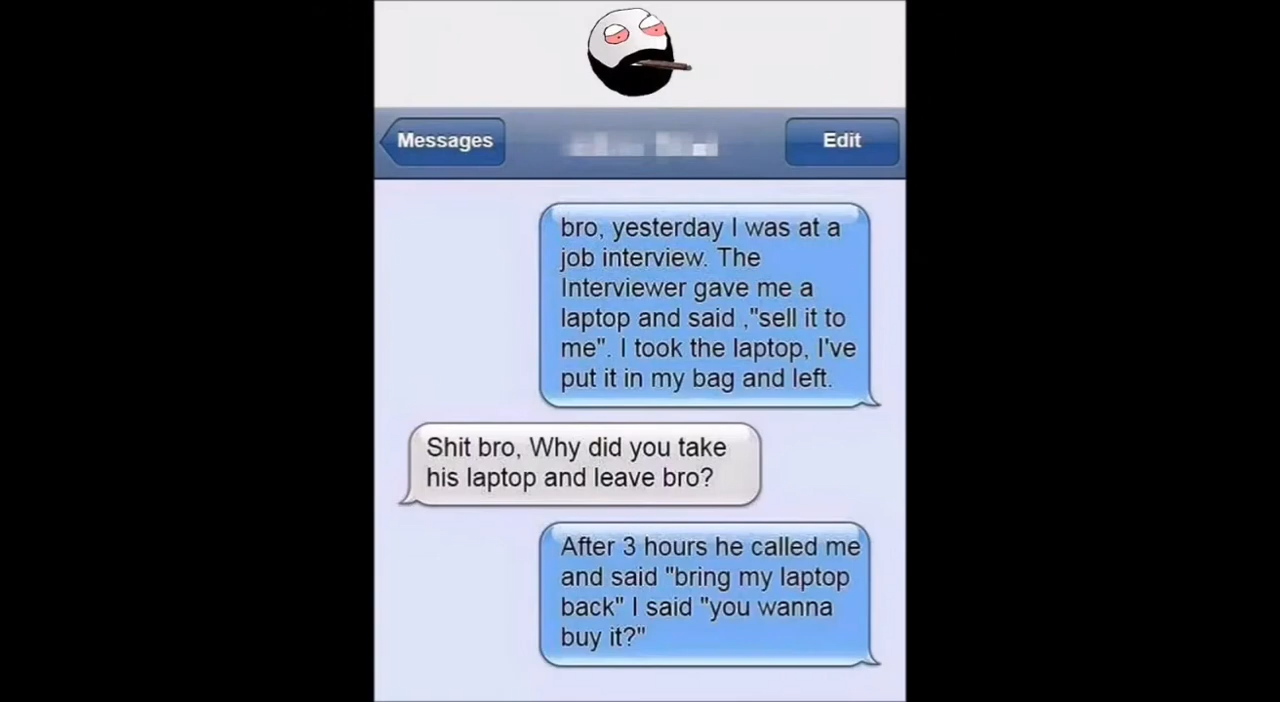 Messages
Edit
bro, yesterday I was at a
job interview. The
Interviewer gave me a
laptop and said ,"sell it to
me". I took the laptop, I've
put it in my bag and left.
Shit bro, Why did you take
his laptop and leave bro?
After 3 hours he called me
and said "bring my laptop
back" I said "you wanna
buy it?"